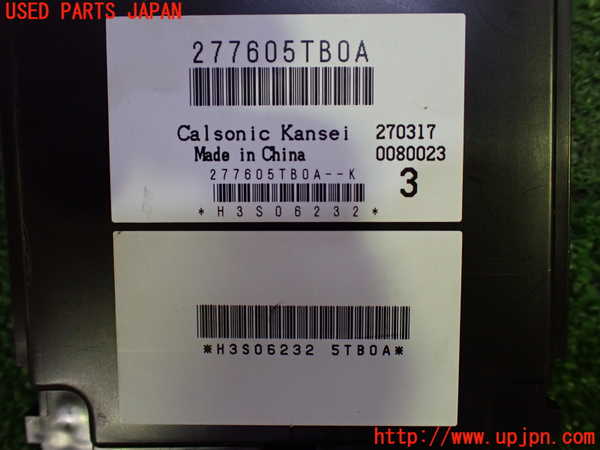 USED PARTS JAPAN
277605TB0A
Calsonic Kansei 270317
Made in China 0080023
277605TB0A--K 3
*H3S06232*
*H3S06232 5TB0A*
http://www.upjpn.com/